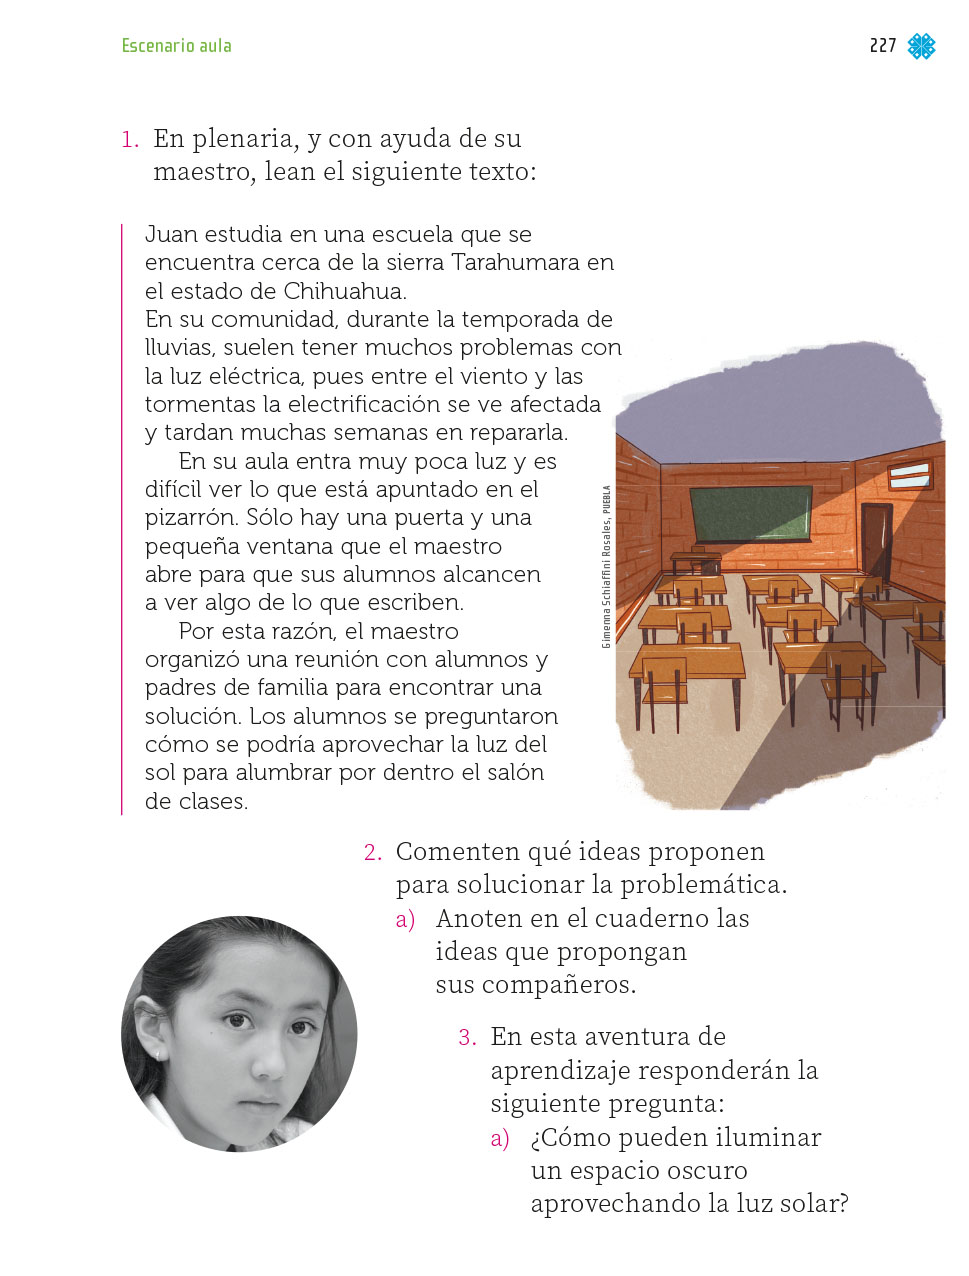 Escenario aula
227
1. En plenaria, y con ayuda de su
maestro, lean el siguiente texto:
Juan estudia en una escuela que se
encuentra cerca de la sierra Tarahumara en
el estado de Chihuahua.
En su comunidad, durante la temporada de
lluvias, suelen tener muchos problemas con
la luz eléctrica, pues entre el viento y las
tormentas la electrificación se ve afectada
y tardan muchas semanas en repararla.
En su aula entra muy poca luz y es
difícil ver lo que está apuntado en el
pizarrón. Sólo hay una puerta y una
pequeña ventana que el maestro
abre para que sus alumnos alcancen
a ver algo de lo que escriben.
Por esta razón, el maestro
organizó una reunión con alumnos y
padres de familia para encontrar una
solución. Los alumnos se preguntaron
cómo se podría aprovechar la luz del
sol para alumbrar por dentro el salón
de clases.
Gimenna Schiaffini Rosales, PUEBLA
2. Comenten qué ideas proponen
para solucionar la problemática.
a) Anoten en el cuaderno las
ideas que propongan
sus compañeros.
3. En esta aventura de
aprendizaje responderán la
siguiente pregunta:
a) ¿Cómo pueden iluminar
un espacio oscuro
aprovechando la luz solar?